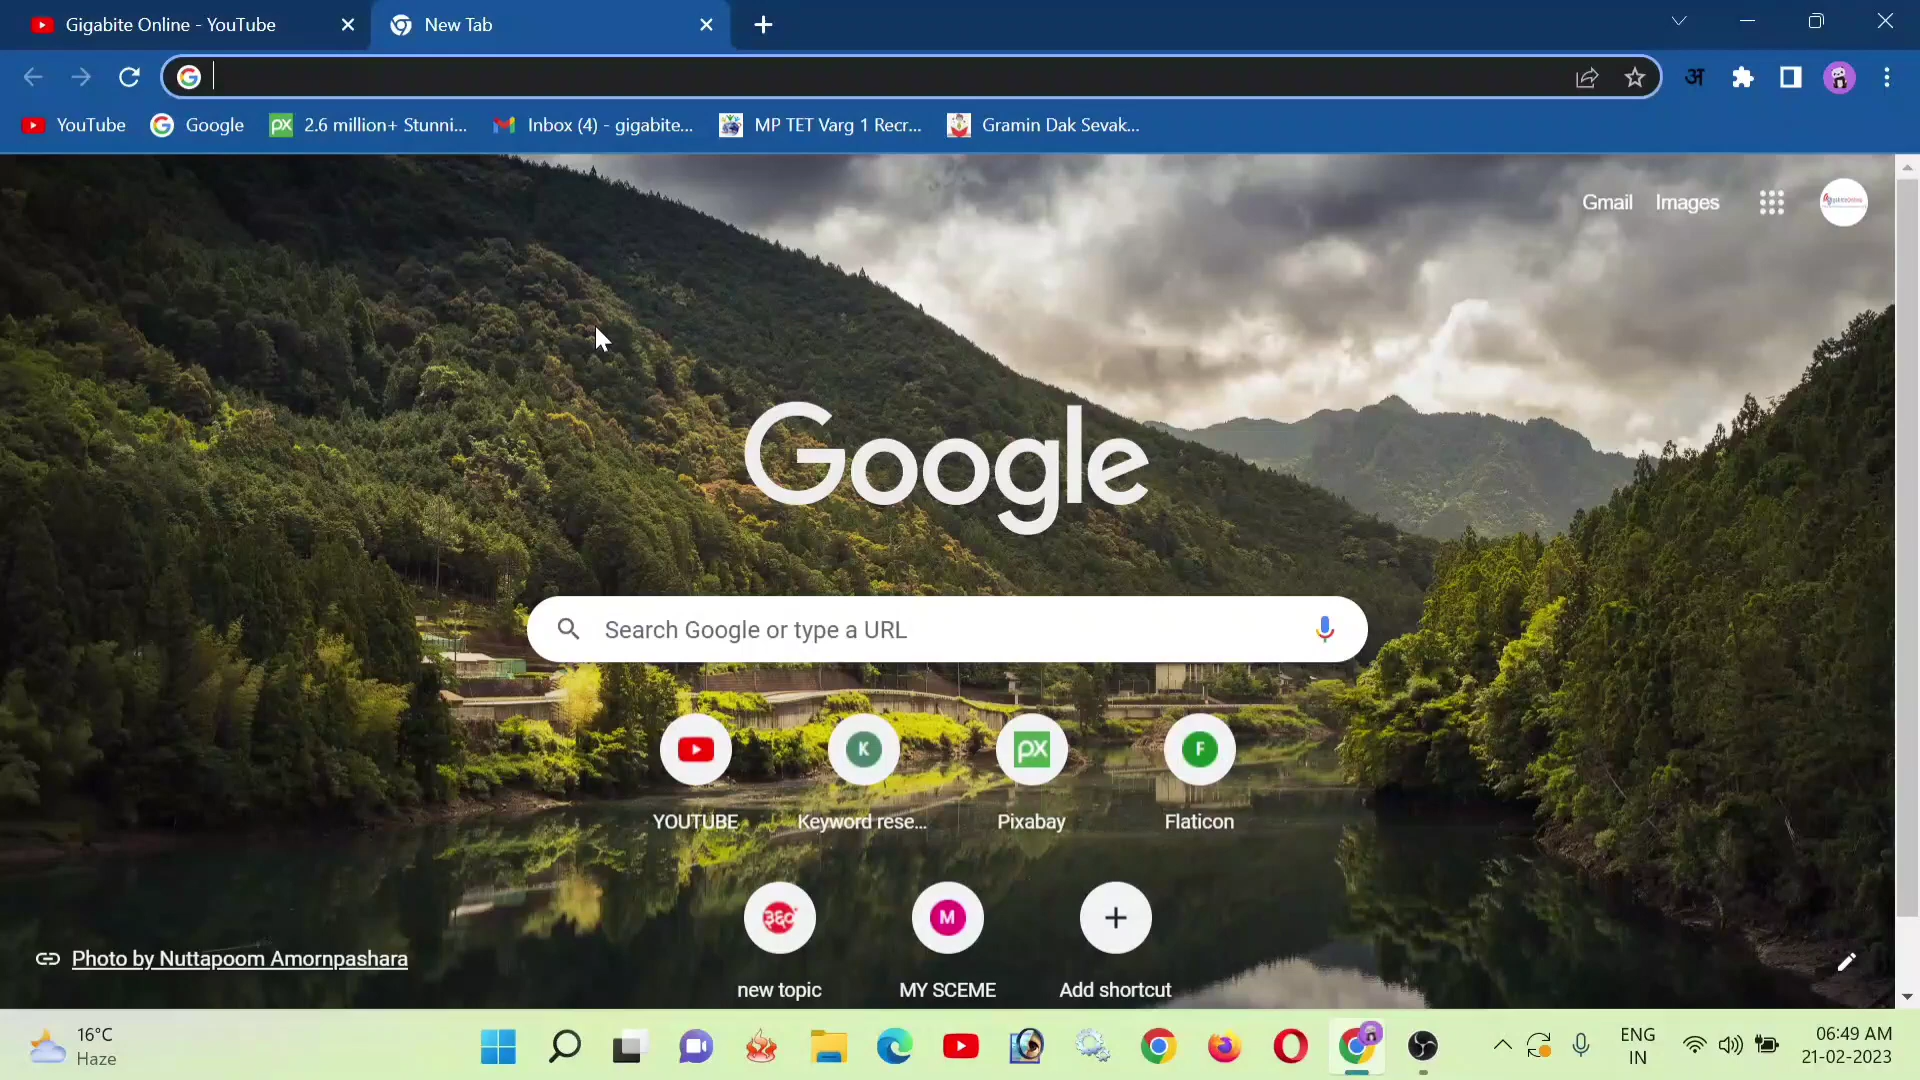 Gigabite Online - YouTube
New Tab
YouTube
Google
2.6 million+ Stunni...
Inbox (4) - gigabite...
MP TET Varg 1 Recr...
Gramin Dak Sevak...
अ
px
Gmail
Images
Google
Search Google or type a URL
K
px
F
YOUTUBE
Keyword rese...
Pixabay
Flaticon
M
new topic
MY SCEME
Add shortcut
Photo by Nuttapoom Amornpashara
16°C
Haze
ENG
IN
06:49 AM
21-02-2023